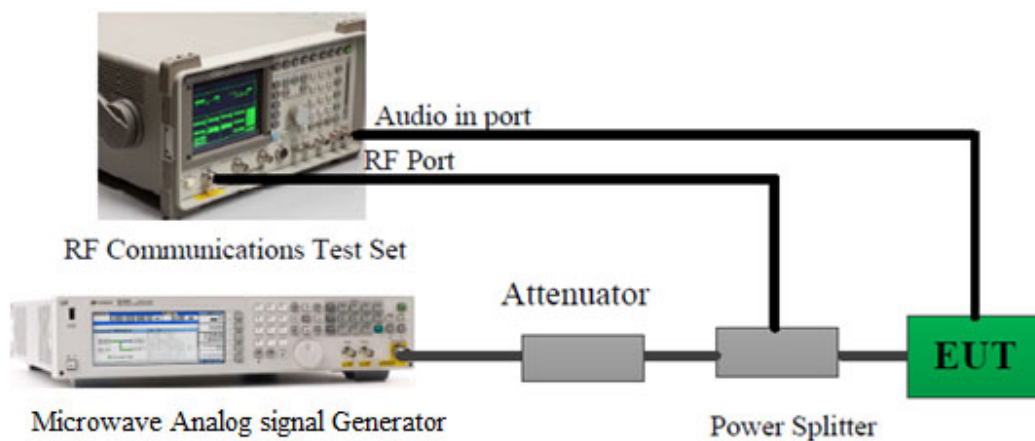 Audio in port
RF Port
RF Communications Test Set
Attenuator
EUT
Microwave Analog signal Generator
Power Splitter